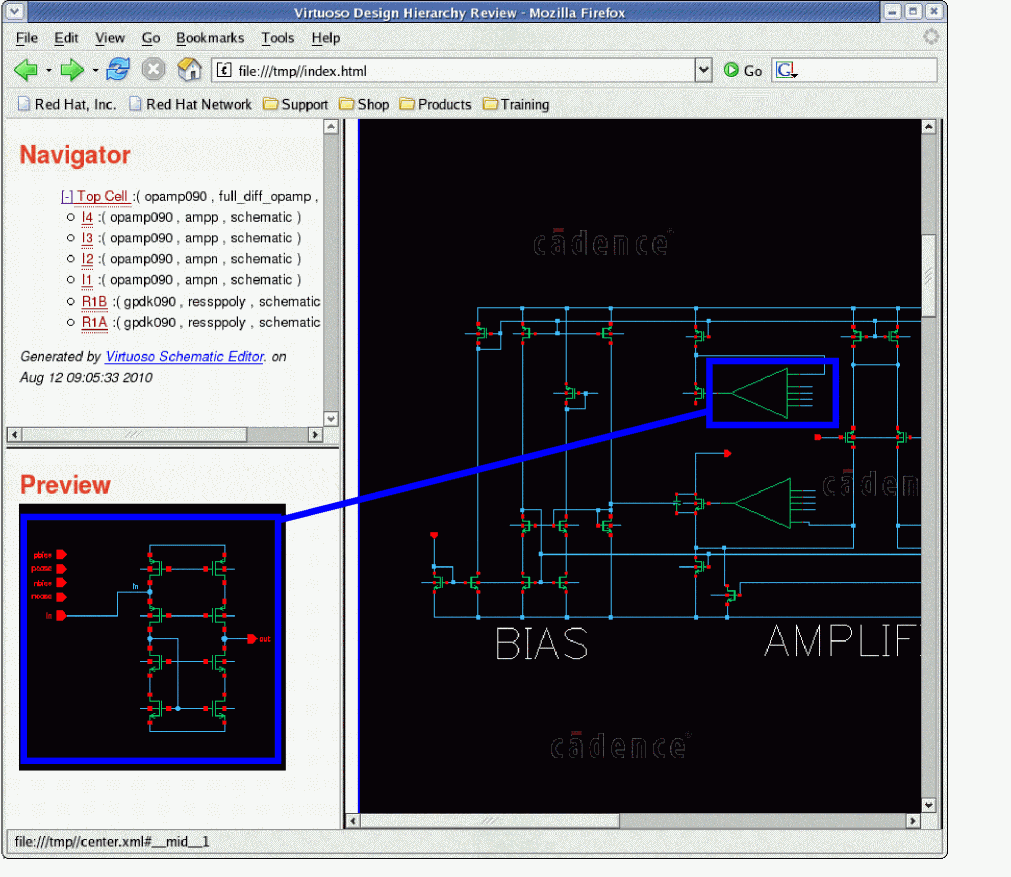 Virtuoso Design Hierarchy Review - Mozilla Firefox
File Edit View Go Bookmarks Tools Help
file:///tmp//index.html
Go
G
Red Hat, Inc. Red Hat Network Support Shop Products Training
Navigator
[-] Top Cell :( opamp090 , full_diff_opamp ,
I4 :( opamp090 , ampp , schematic )
I3 :( opamp090 , ampp , schematic )
I2 :( opamp090 , ampn , schematic )
I1 :( opamp090 , ampn , schematic )
R1B :( gpdk090 , ressppoly , schematic
R1A :( gpdk090 , ressppoly , schematic
Generated by Virtuoso Schematic Editor. on
Aug 12 09:05:33 2010
Preview
pbias
pcasc
nbias
ncasc
in
out
cādence
cāden
BIAS
AMPLIF
cādence
file:///tmp//center.xml#__mid__1